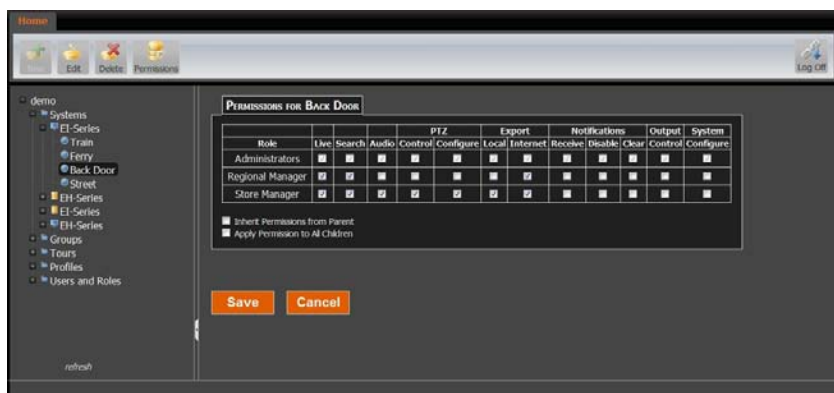 Home
Edit Delete Permissions
Log Off
demo
Systems
EI-Series
Train
Ferry
Back Door
Street
EH-Series
EI-Series
EH-Series
Groups
Tours
Profiles
Users and Roles
refresh
Permissions for Back Door
PTZ Export Notifications Output System
Role Live Search Audio Control Configure Local Internet Receive Disable Clear Control Configure
Administrators
Regional Manager
Store Manager
Inherit Permissions from Parent
Apply Permission to All Children
Save Cancel